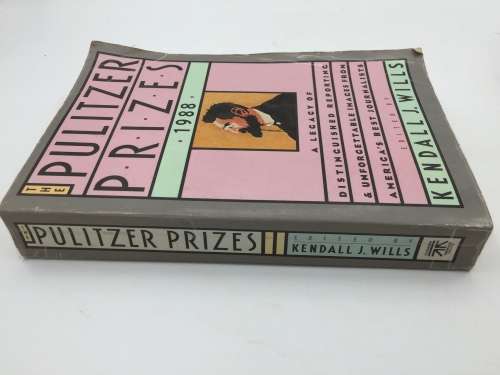 THE
PULITZER
P·R·I·Z·E·S
·1988·
A LEGACY OF
DISTINGUISHED REPORTING
& UNFORGETTABLE IMAGES FROM
AMERICA'S BEST JOURNALISTS
EDITED BY
KENDALL J. WILLS
THE
PULITZER PRIZES
EDITED BY
KENDALL J. WILLS